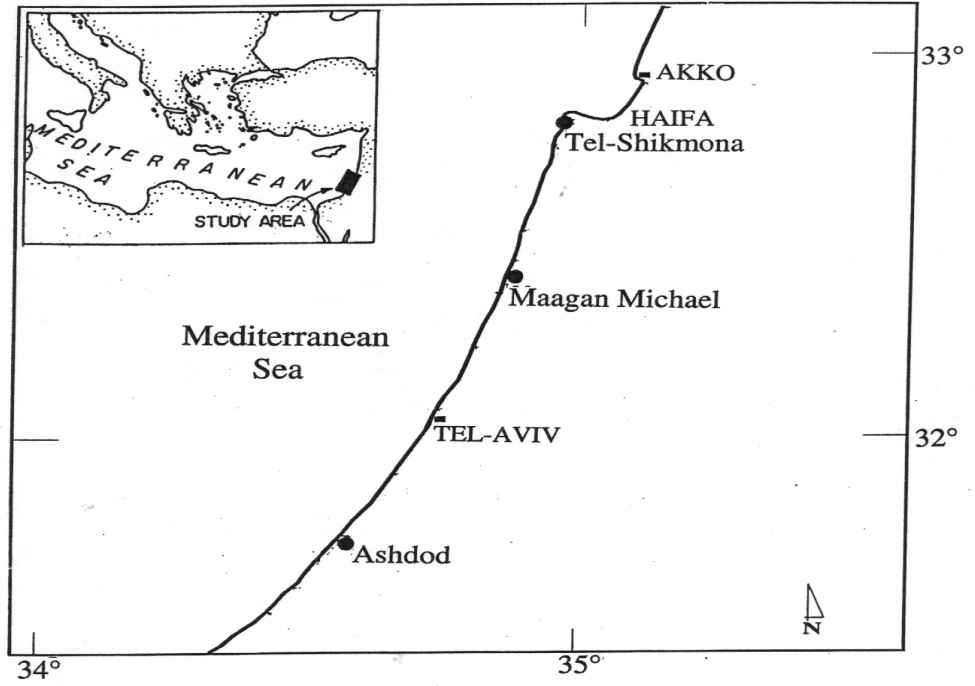 MEDITERRANEAN
SEA
STUDY AREA
33°
AKKO
HAIFA
Tel-Shikmona
Maagan Michael
Mediterranean
Sea
TEL-AVIV
32°
Ashdod
N
34°
35°